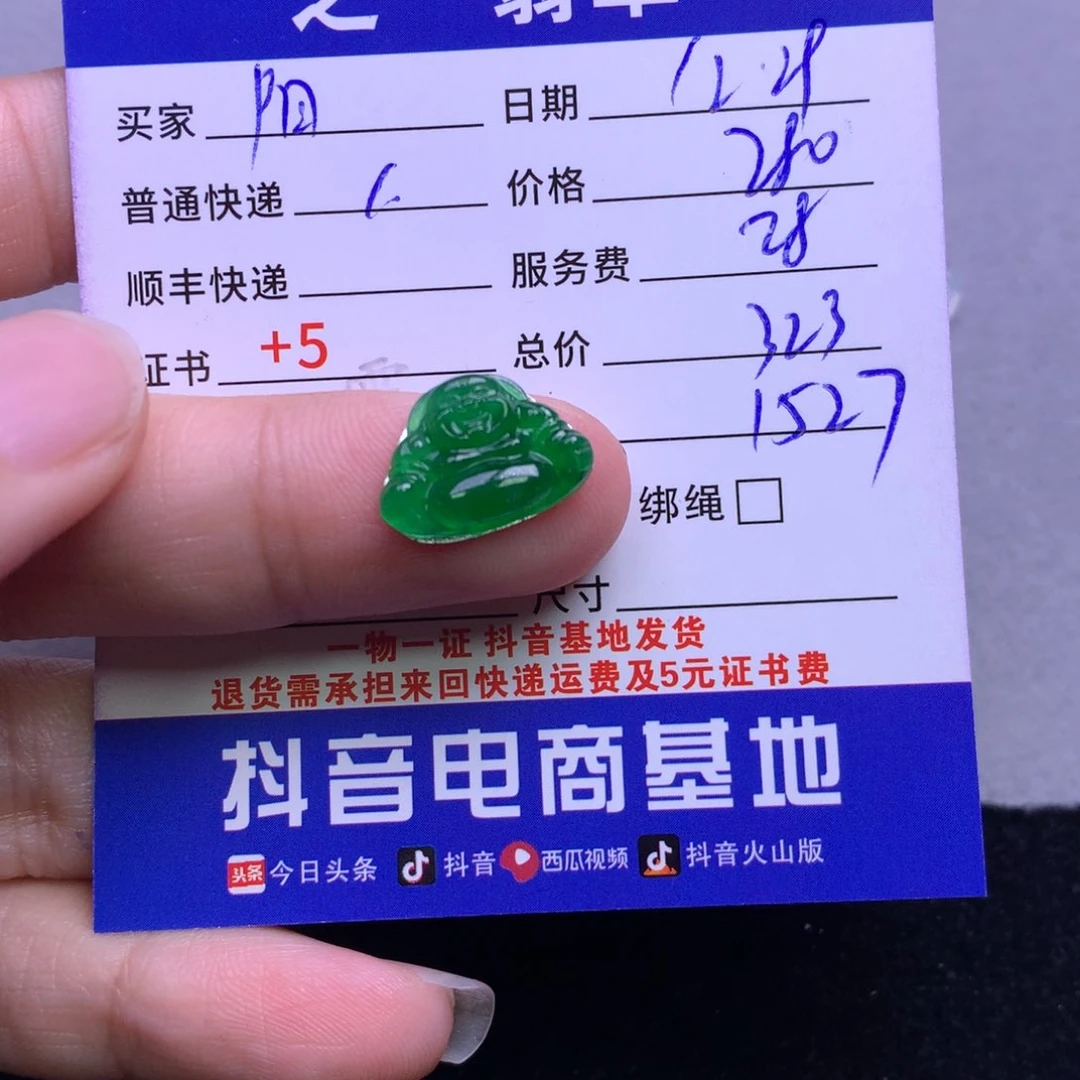 买家 阳 日期
普通快递 价格 280
顺丰快递 服务费 28
证书 +5 总价 323
1527
绑绳
尺寸
一物一证 抖音基地发货
退货需承担来回快递运费及5元证书费
抖音电商基地
头条 今日头条 抖音 西瓜视频 抖音火山版